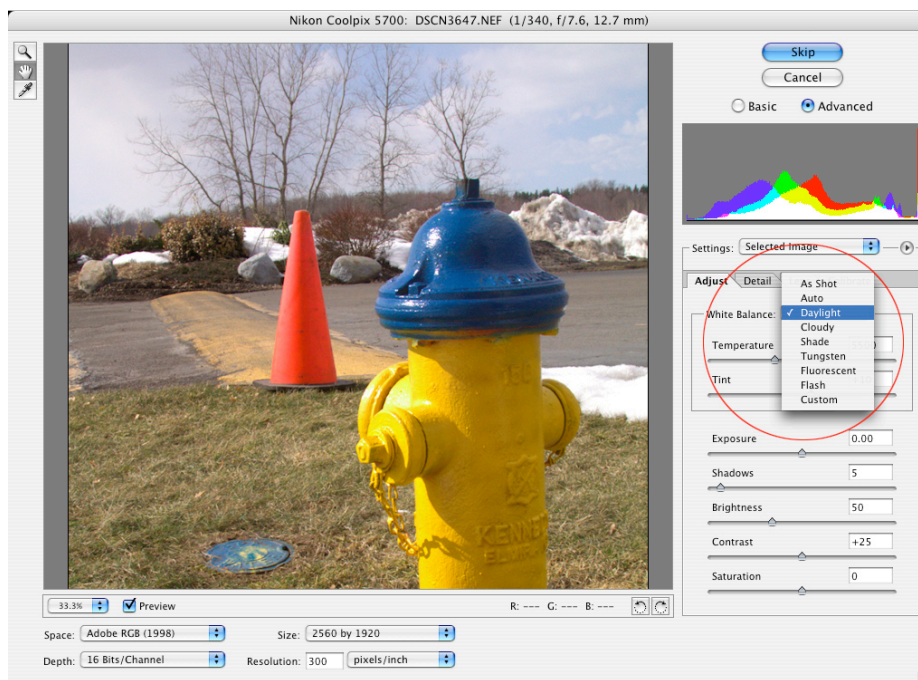 Nikon Coolpix 5700: DSCN3647.NEF (1/340, f/7.6, 12.7 mm)
Skip
Cancel
Basic Advanced
Settings: Selected Image
Adjust Detail
White Balance:
As Shot
Auto
✓ Daylight
Cloudy
Shade
Tungsten
Fluorescent
Flash
Custom
Temperature
Tint
Exposure 0.00
Shadows 5
Brightness 50
Contrast +25
Saturation 0
33.3% Preview R: --- G: --- B: ---
Space: Adobe RGB (1998) Size: 2560 by 1920
Depth: 16 Bits/Channel Resolution: 300 pixels/inch